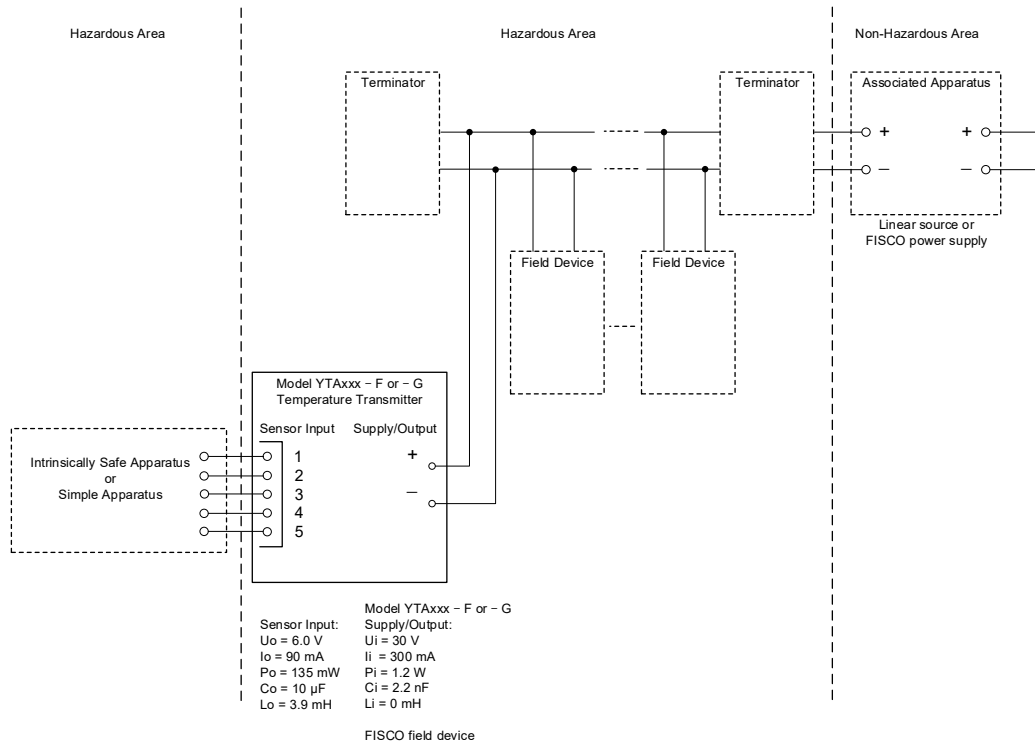 Hazardous Area
Hazardous Area
Non-Hazardous Area
Terminator
Terminator
Associated Apparatus
+
+
−
−
Linear source or
FISCO power supply
Field Device
Field Device
Model YTAxxx − F or − G
Temperature Transmitter
Sensor Input
Supply/Output
+
−
1
2
3
4
5
Intrinsically Safe Apparatus
or
Simple Apparatus
Sensor Input:
Uo = 6.0 V
Io = 90 mA
Po = 135 mW
Co = 10 µF
Lo = 3.9 mH
Model YTAxxx − F or − G
Supply/Output:
Ui = 30 V
Ii = 300 mA
Pi = 1.2 W
Ci = 2.2 nF
Li = 0 mH
FISCO field device